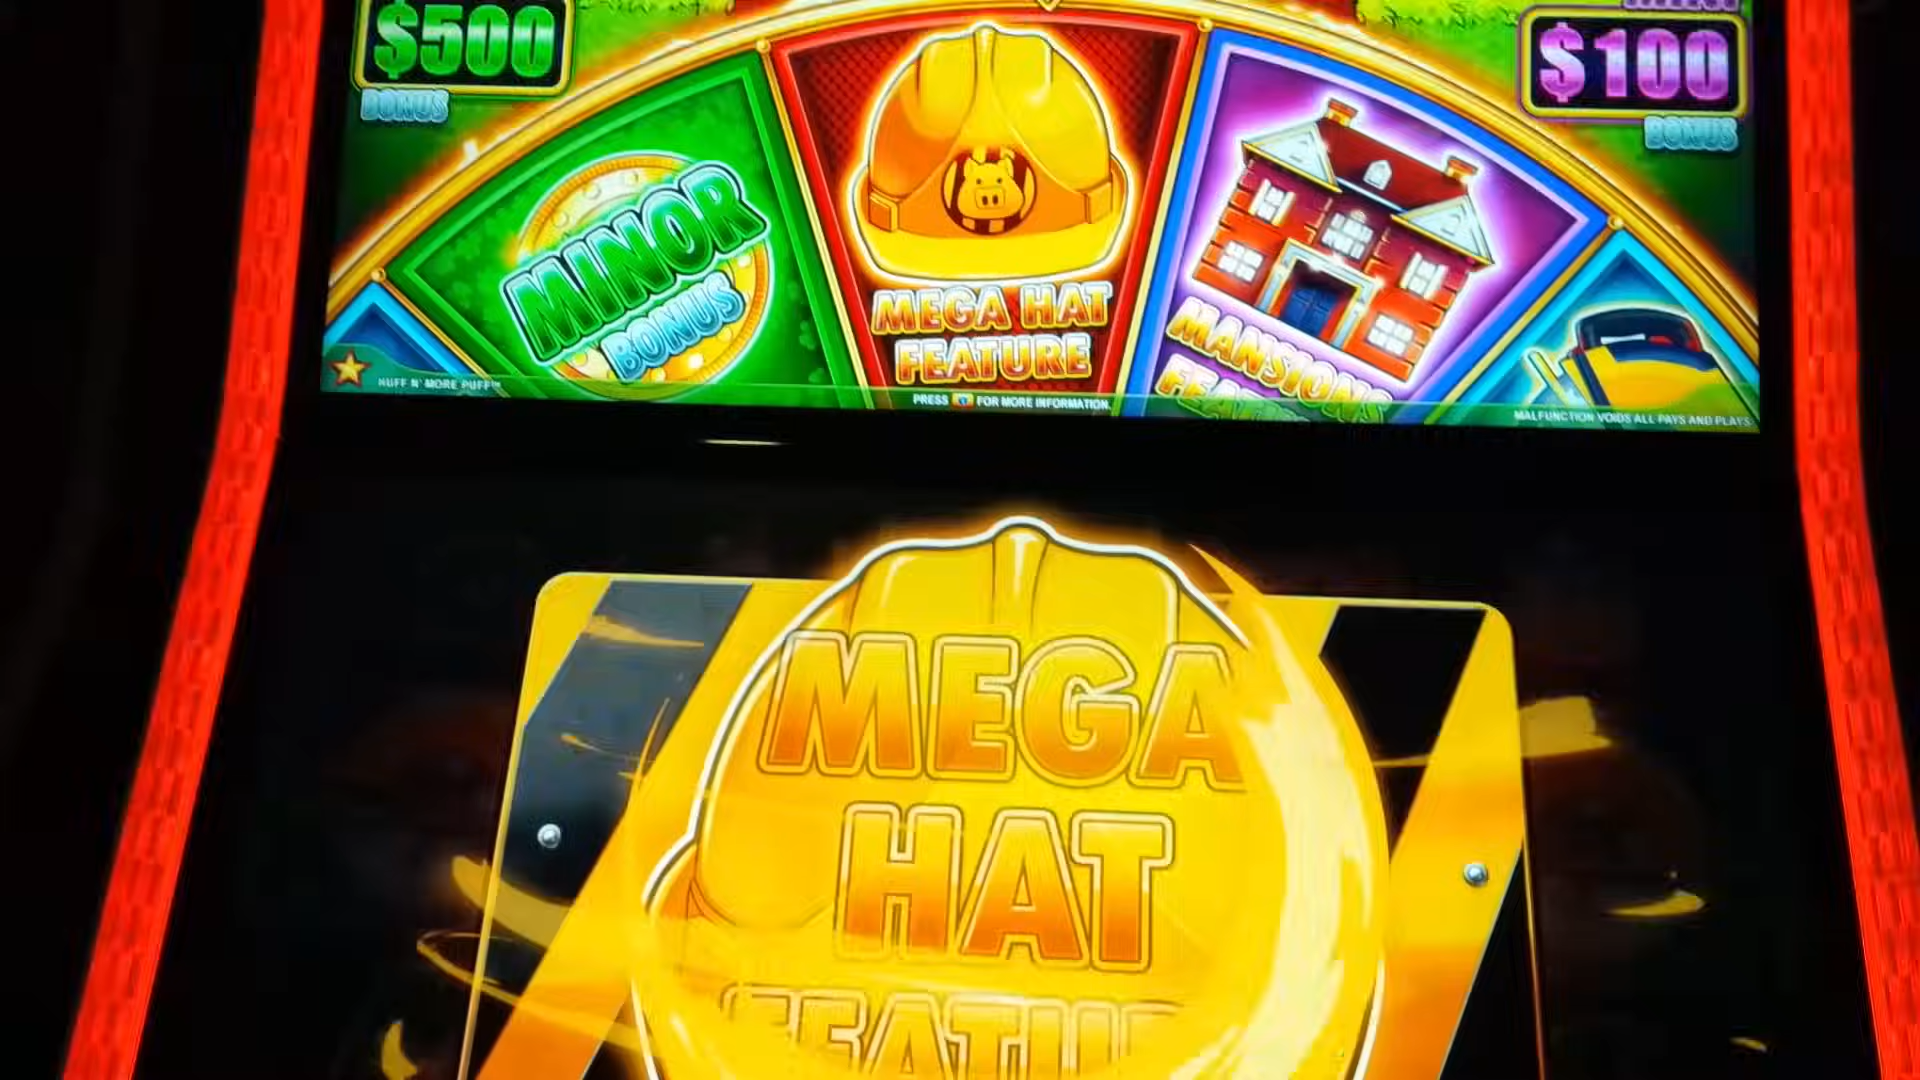 $500
BONUS
$100
BONUS
MINOR
BONUS
MEGA HAT
FEATURE
MANSIONS
HUFF N' MORE PUFF™
PRESS FOR MORE INFORMATION.
MALFUNCTION VOIDS ALL PAYS AND PLAYS
MEGA
HAT
FEATURE